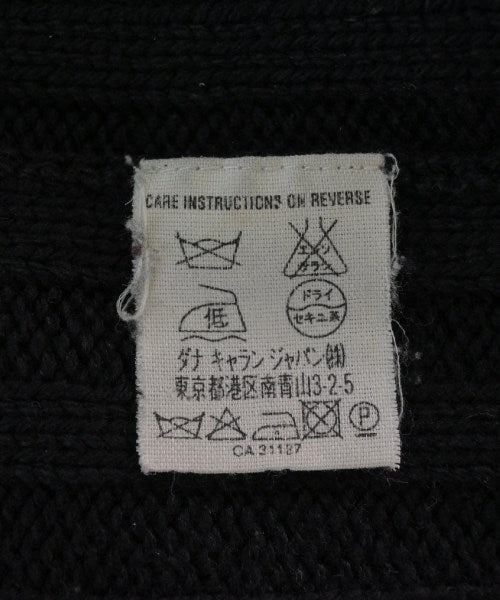 CARE INSTRUCTIONS ON REVERSE
エンソ
サラシ
低
ドライ
セキユ系
ダナ キャラン ジャパン㈱
東京都港区南青山3-2-5
P
CA 31137